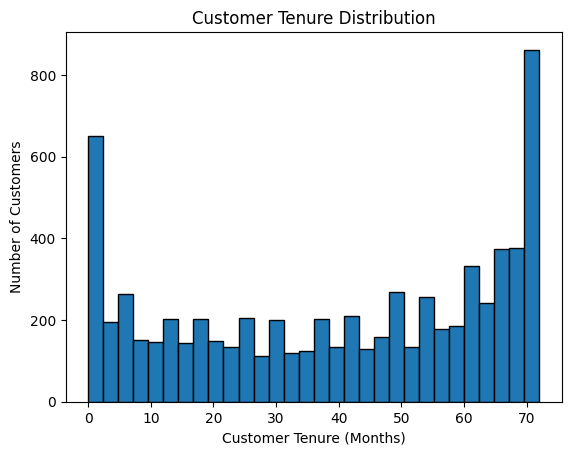 Customer Tenure Distribution
Number of Customers
800
600
400
200
0
0 10 20 30 40 50 60 70
Customer Tenure (Months)